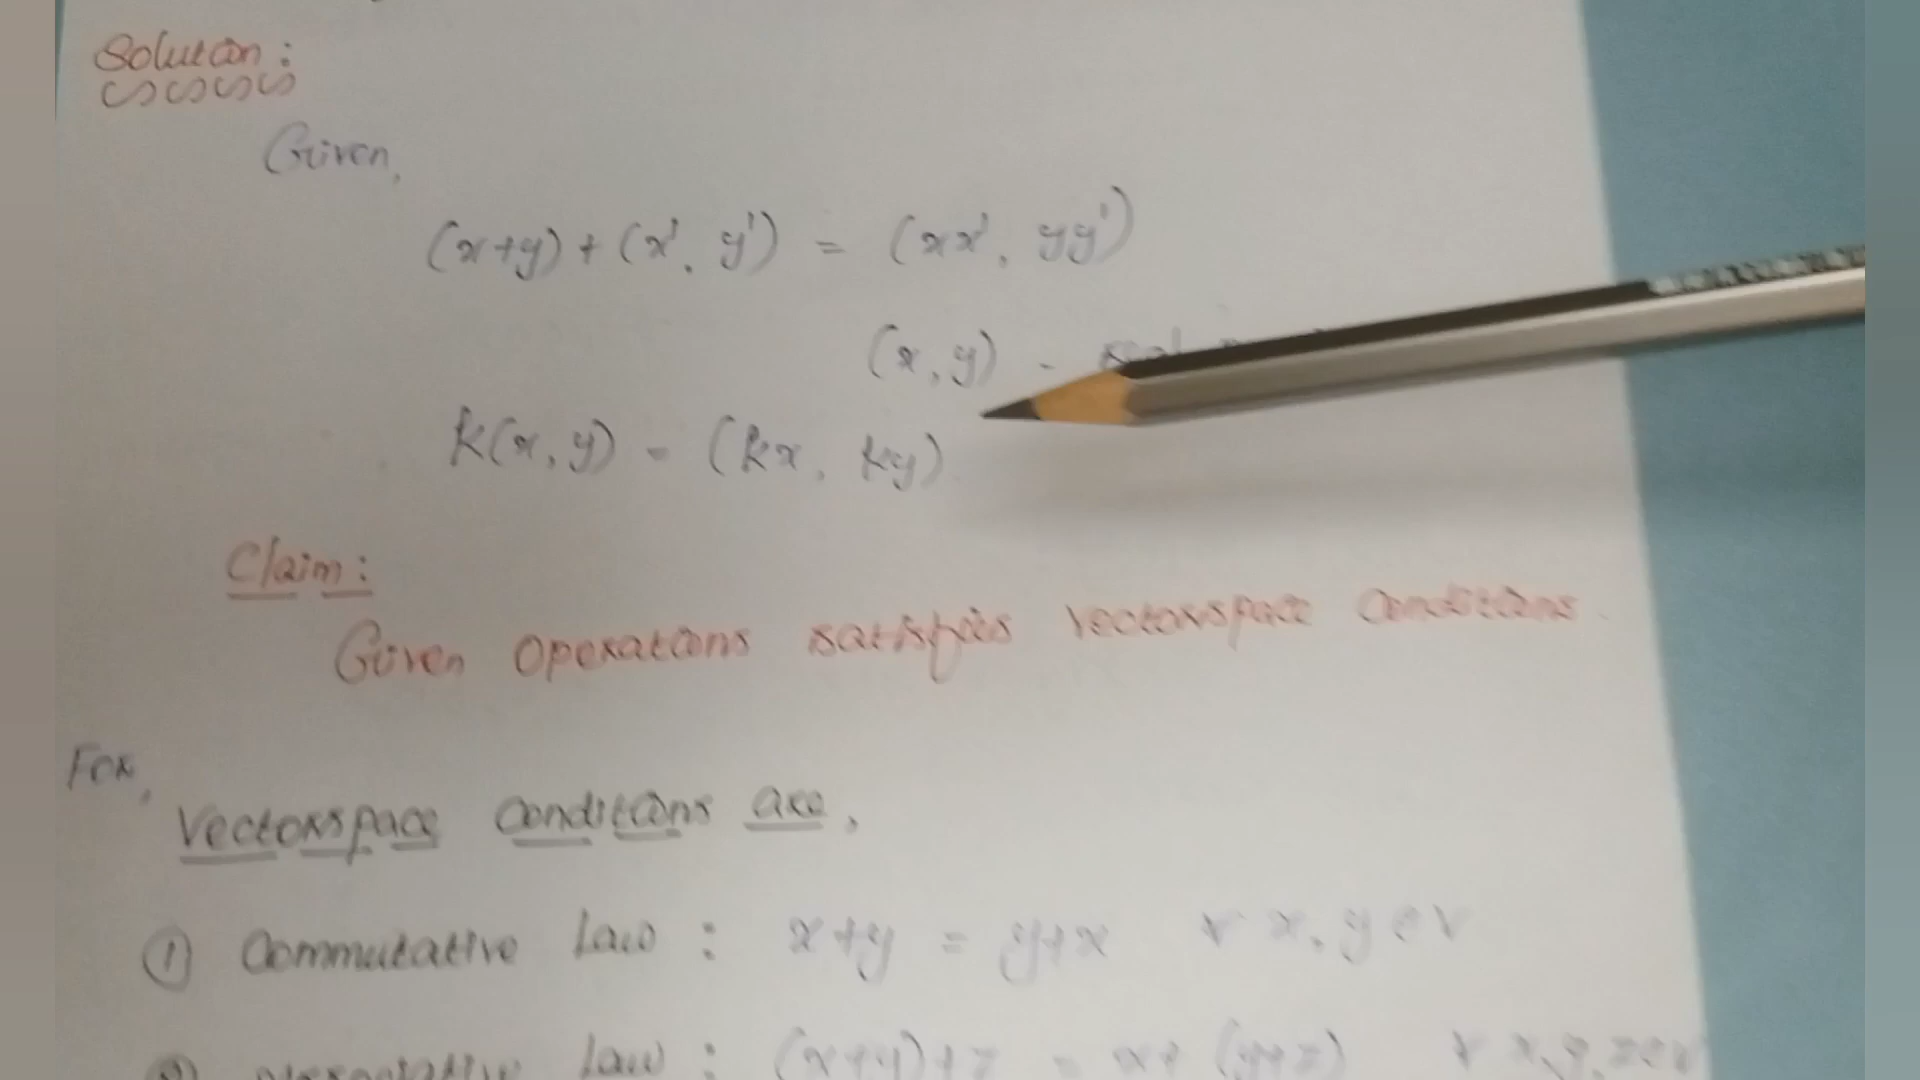 Solution:
Given,
(x+y) + (x', y') = (xx', yy')
(x, y) -
k(x, y) = (kx, ky)
Claim:
Given Operations satisfies Vectorspace Conditions.
For,
Vectorspace Conditions are,
① Commutative Law : x+y = y+x ∀ x, y ∈ V
Law : (x+y)+z = x+(y+z) ∀ x,y,z∈V